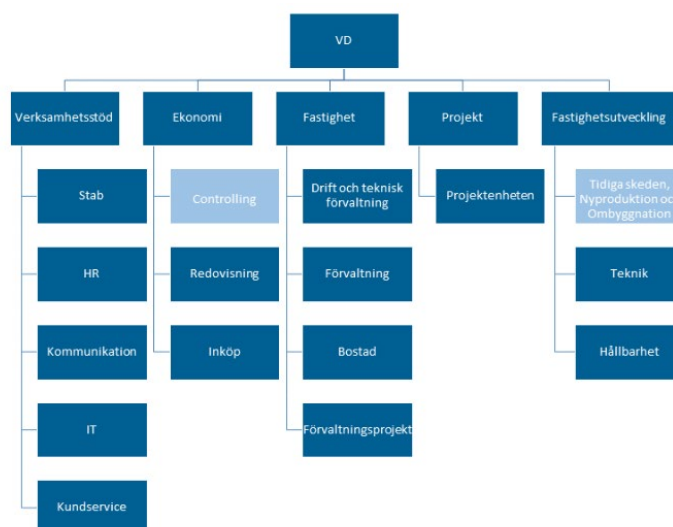 VD
Verksamhetsstöd
Ekonomi
Fastighet
Projekt
Fastighetsutveckling
Stab
HR
Kommunikation
IT
Kundservice
Controlling
Redovisning
Inköp
Drift och teknisk
förvaltning
Förvaltning
Bostad
Förvaltningsprojekt
Projektenheten
Tidiga skeden,
Nyproduktion oc
Ombyggnation
Teknik
Hållbarhet